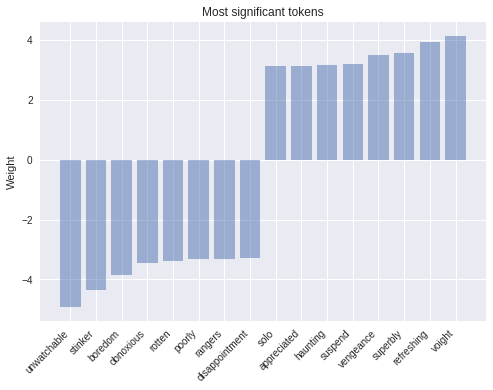 Most significant tokens
4
2
0
−2
−4
Weight
unwatchable
stinker
boredom
obnoxious
rotten
poorly
rangers
disappointment
solo
appreciated
haunting
suspend
vengeance
superbly
refreshing
voight